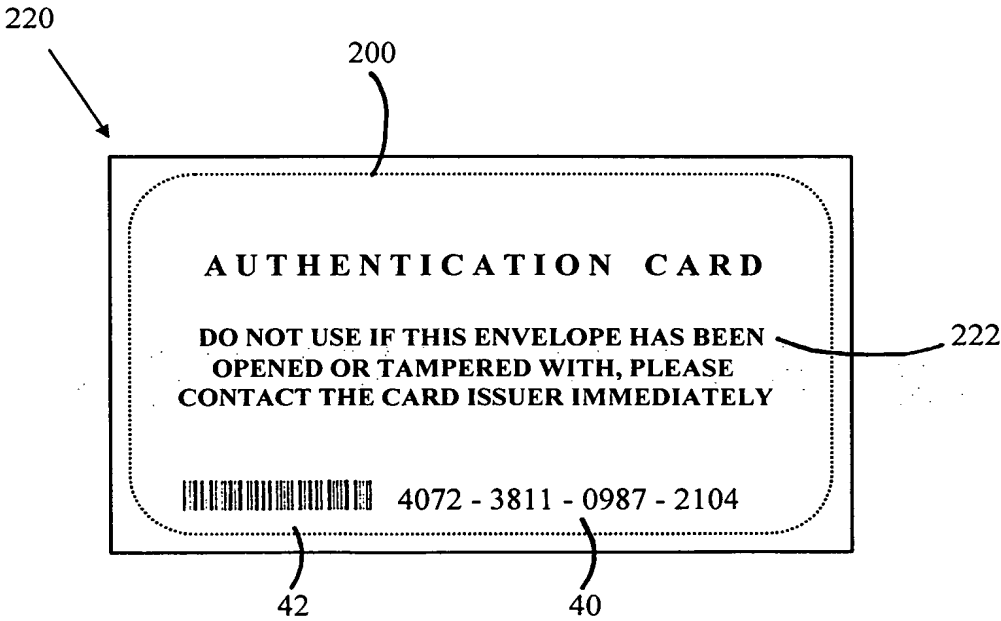 220
200
AUTHENTICATION CARD
DO NOT USE IF THIS ENVELOPE HAS BEEN
222
OPENED OR TAMPERED WITH, PLEASE
CONTACT THE CARD ISSUER IMMEDIATELY
4072 - 3811 - 0987 - 2104
42
40